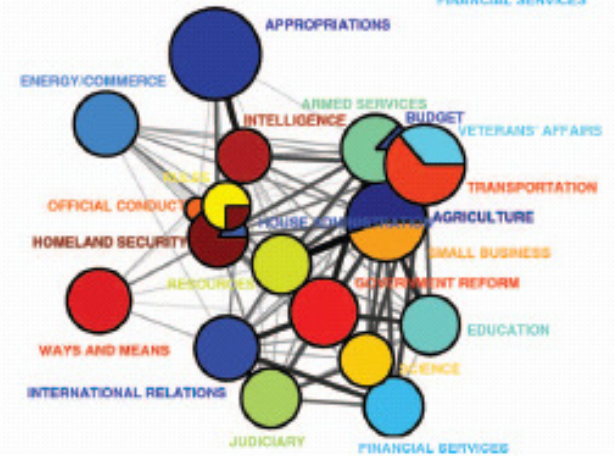 FINANCIAL SERVICES
APPROPRIATIONS
ENERGY/COMMERCE
ARMED SERVICES
INTELLIGENCE
BUDGET
VETERANS' AFFAIRS
RULES
TRANSPORTATION
OFFICIAL CONDUCT
HOUSE ADMINISTRATION
AGRICULTURE
HOMELAND SECURITY
SMALL BUSINESS
RESOURCES
GOVERNMENT REFORM
EDUCATION
WAYS AND MEANS
SCIENCE
INTERNATIONAL RELATIONS
JUDICIARY
FINANCIAL SERVICES